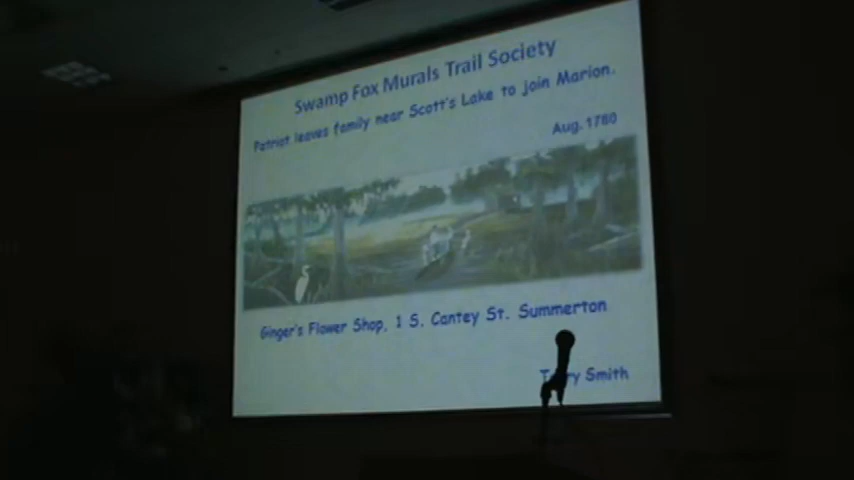 Swamp Fox Murals Trail Society
Patriot leaves family near Scott's Lake to join Marion.
Aug. 1780
Ginger's Flower Shop, 1 S. Cantey St. Summerton
Smith